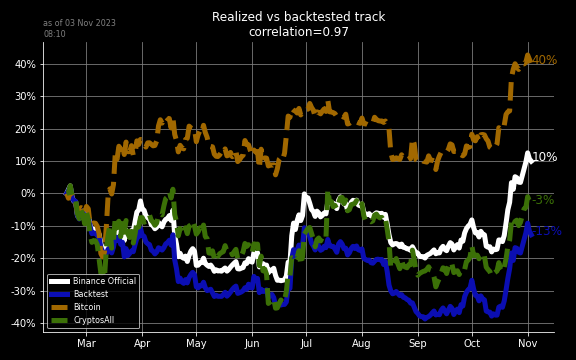 Realized vs backtested track
correlation=0.97
as of 03 Nov 2023
08:10
40%
30%
20%
10%
0%
-10%
-20%
-30%
-40%
40%
10%
-3%
-13%
Binance Official
Backtest
Bitcoin
CryptosAll
Mar Apr May Jun Jul Aug Sep Oct Nov